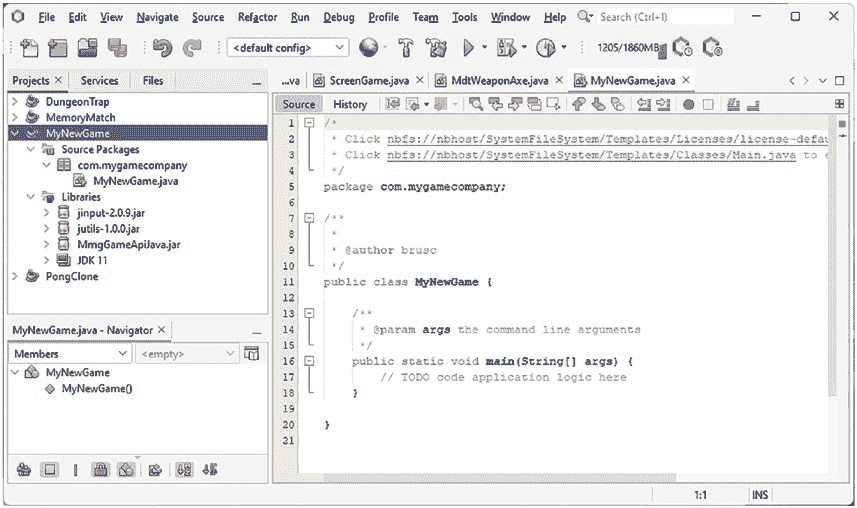 File Edit View Navigate Source Refactor Run Debug Profile Team Tools Window Help Search (Ctrl+I)
<default config> 1205/1860MB
Projects Services Files
DungeonTrap
MemoryMatch
MyNewGame
Source Packages
com.mygamecompany
MyNewGame.java
Libraries
jinput-2.0.9.jar
jutils-1.0.0.jar
MmgGameApiJava.jar
JDK 11
PongClone
MyNewGame.java - Navigator
Members <empty>
MyNewGame
MyNewGame()
...va ScreenGame.java MdtWeaponAxe.java MyNewGame.java
Source History
1 /*
2 * Click nbfs://nbhost/SystemFileSystem/Templates/Licenses/license-defau
3 * Click nbfs://nbhost/SystemFileSystem/Templates/Classes/Main.java to e
4 */
5 package com.mygamecompany;
6
7 /**
8 *
9 * @author brusc
10 */
11 public class MyNewGame {
12
13 /**
14 * @param args the command line arguments
15 */
16 public static void main(String[] args) {
17 // TODO code application logic here
18 }
19
20 }
21
1:1 INS